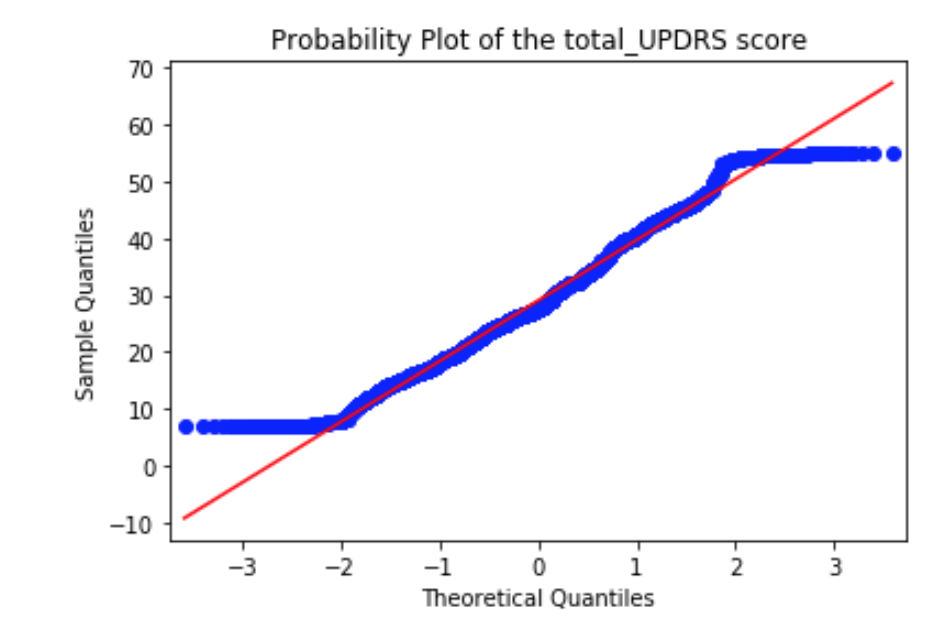 Probability Plot of the total_UPDRS score
70
60
50
40
30
20
10
0
−10
Sample Quantiles
−3 −2 −1 0 1 2 3
Theoretical Quantiles